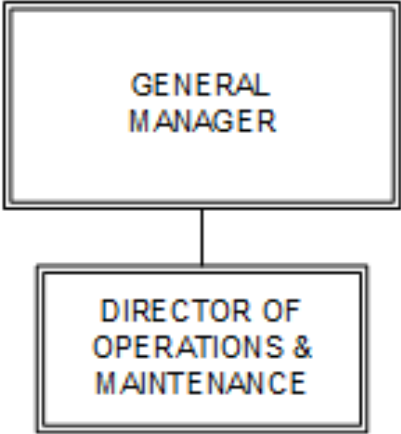 GENERAL
MANAGER
DIRECTOR OF
OPERATIONS &
MAINTENANCE